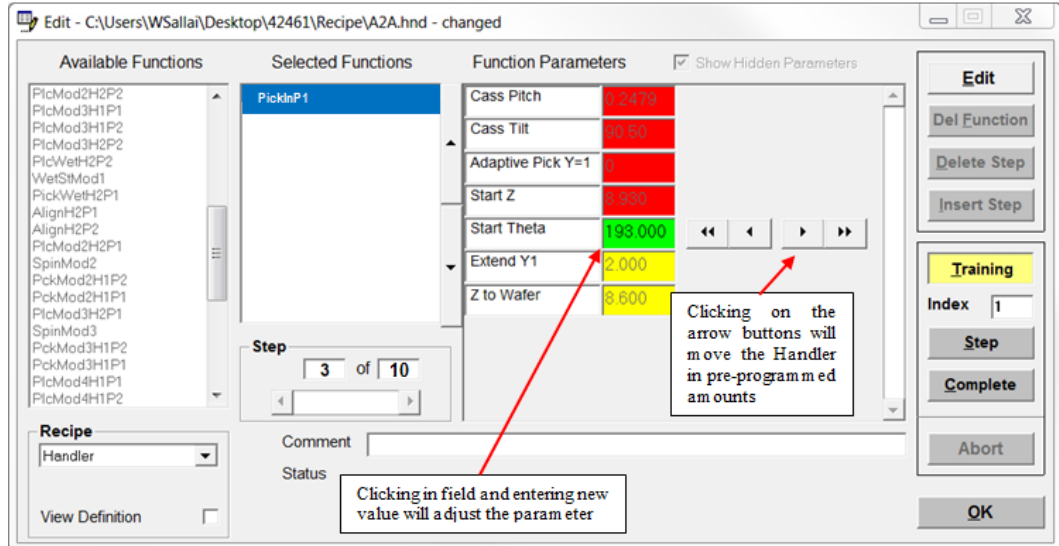 Edit - C:\Users\WSallai\Desktop\42461\Recipe\A2A.hnd - changed
Available Functions
PlcMod2H2P2
PlcMod3H1P1
PlcMod3H1P2
PlcMod3H2P2
PlcWetH2P2
WetStMod1
PickWetH2P1
AlignH2P1
AlignH2P2
PlcMod2H2P1
SpinMod2
PckMod2H1P2
PckMod2H1P1
PlcMod3H2P1
SpinMod3
PckMod3H1P2
PckMod3H1P1
PlcMod4H1P1
PlcMod4H1P2
Selected Functions
PickInP1
Function Parameters
Show Hidden Parameters
Cass Pitch 0.2479
Cass Tilt 90.50
Adaptive Pick Y=1 0
Start Z 8.930
Start Theta 193.000
Extend Y1 2.000
Z to Wafer 8.600
Clicking on the
arrow buttons will
move the Handler
in pre-programmed
amounts
Step
3 of 10
Recipe
Handler
View Definition
Comment
Status
Clicking in field and entering new
value will adjust the parameter
Edit
Del Function
Delete Step
Insert Step
Training
Index 1
Step
Complete
Abort
OK